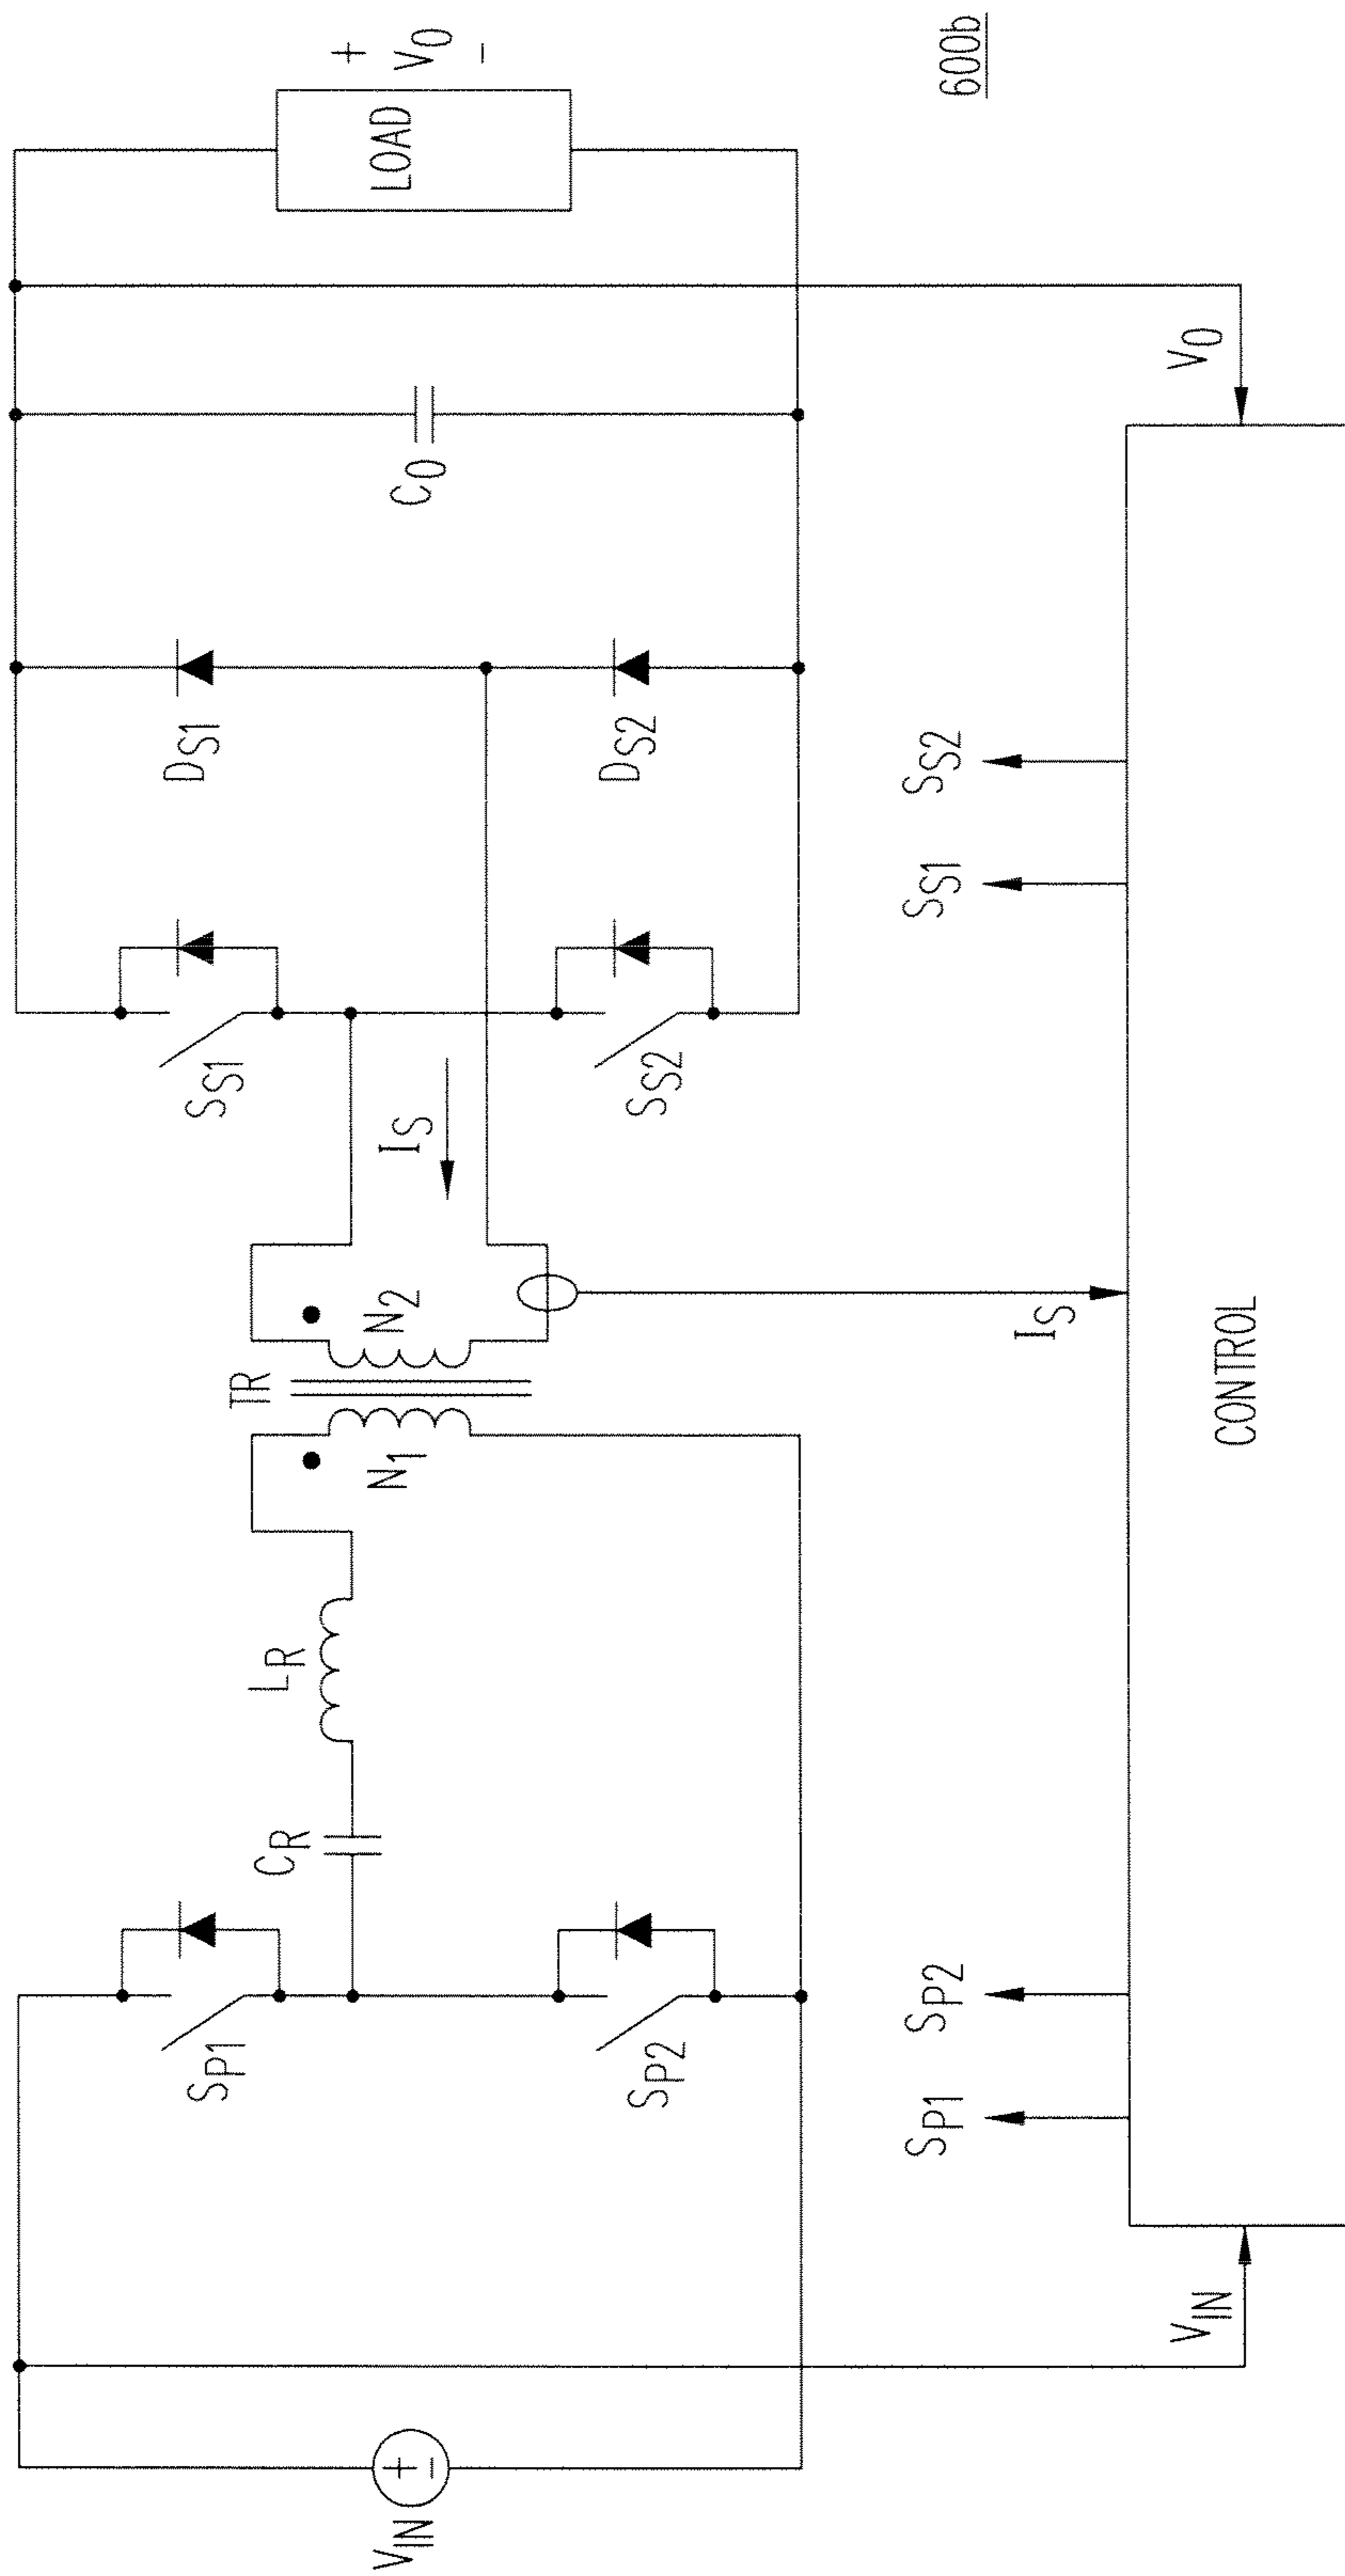 V_IN
+
-
S_P1
S_P2
C_R
L_R
TR
N_1
N_2
I_S
S_S1
S_S2
D_S1
D_S2
C_O
LOAD
+
V_O
-
V_IN
S_P1
S_P2
I_S
S_S1
S_S2
V_O
CONTROL
600b